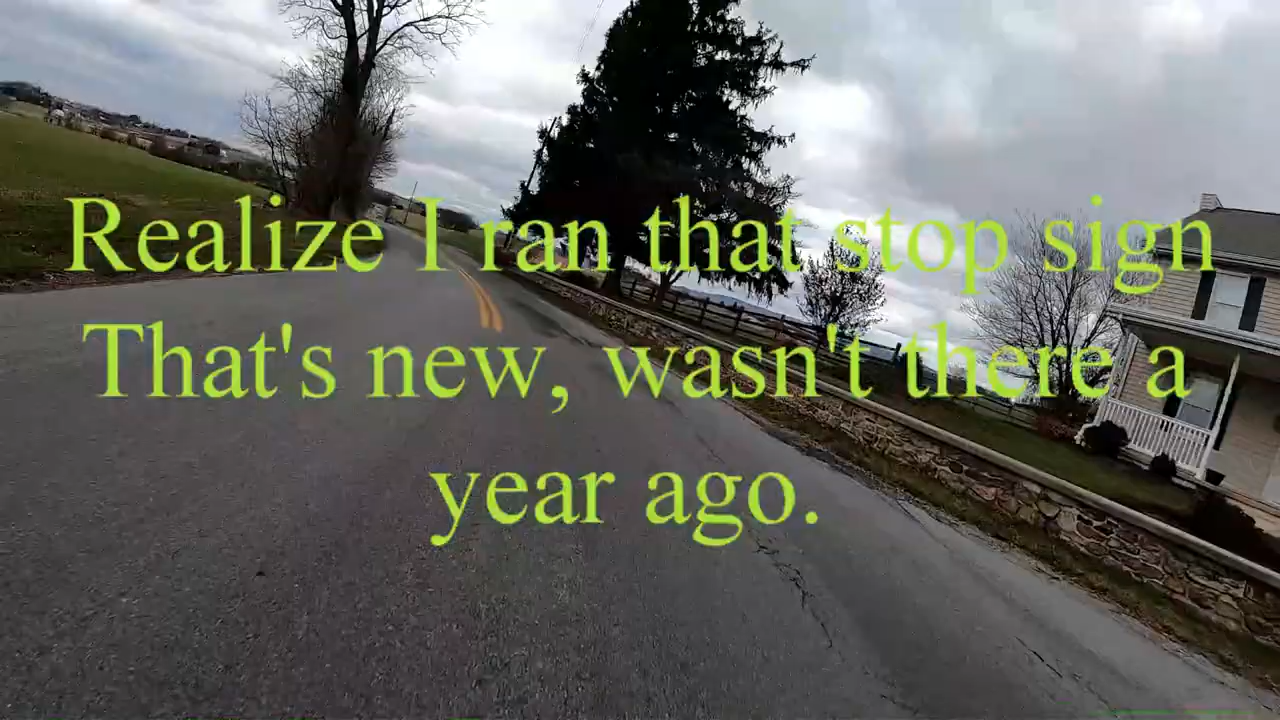 Realize I ran that stop sign
That's new, wasn't there a
year ago.